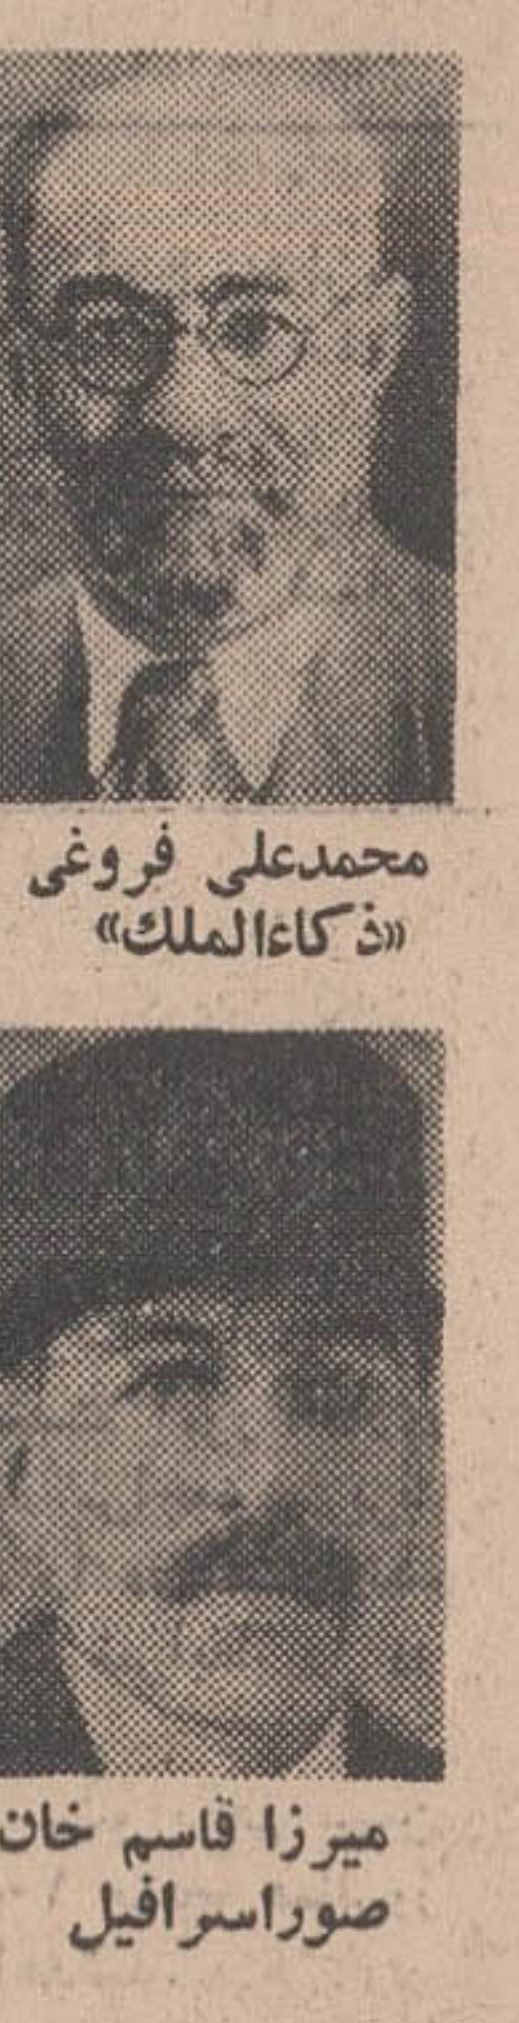 محمدعلی فروغی
«ذکاءالملك»
میرزا قاسم خان
صوراسرافیل